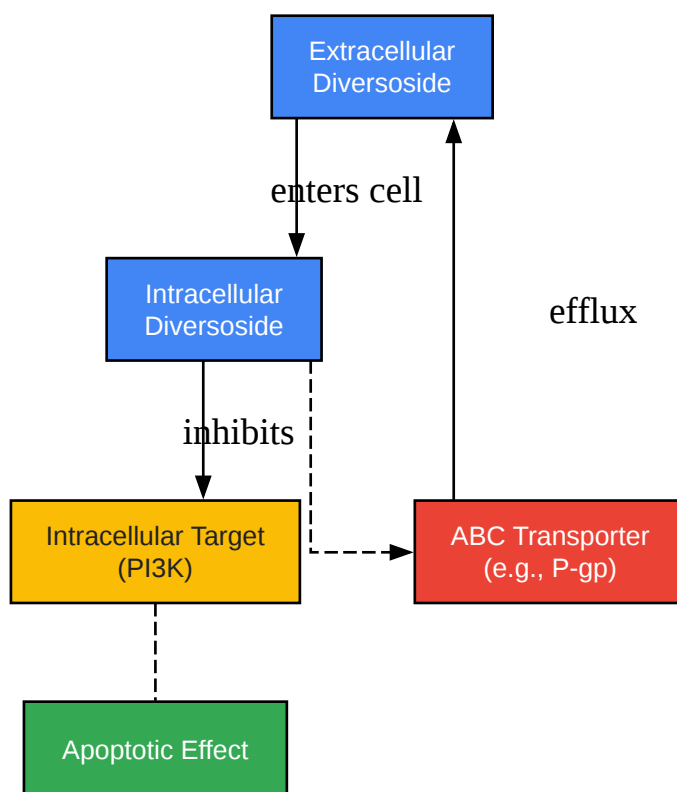 Extracellular
Diversoside
enters cell
Intracellular
Diversoside
efflux
inhibits
Intracellular Target
(PI3K)
ABC Transporter
(e.g., P-gp)
Apoptotic Effect